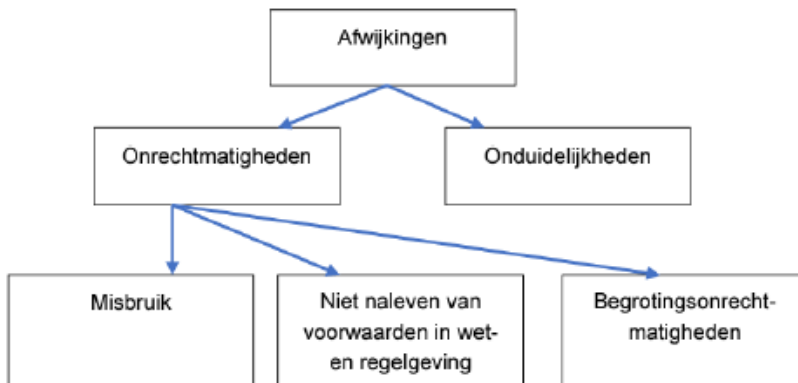 Afwijkingen
Onrechtmatigheden
Onduidelijkheden
Misbruik
Niet naleven van
voorwaarden in wet-
en regelgeving
Begrotingsonrecht-
matigheden